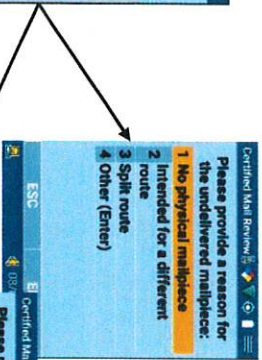 Certified Mail Review
Please provide a reason for
the undelivered mailpiece:
1 No physical mailpiece
2 Intended for a different
route
3 Split route
4 Other (Enter)
ESC
Certified Ma